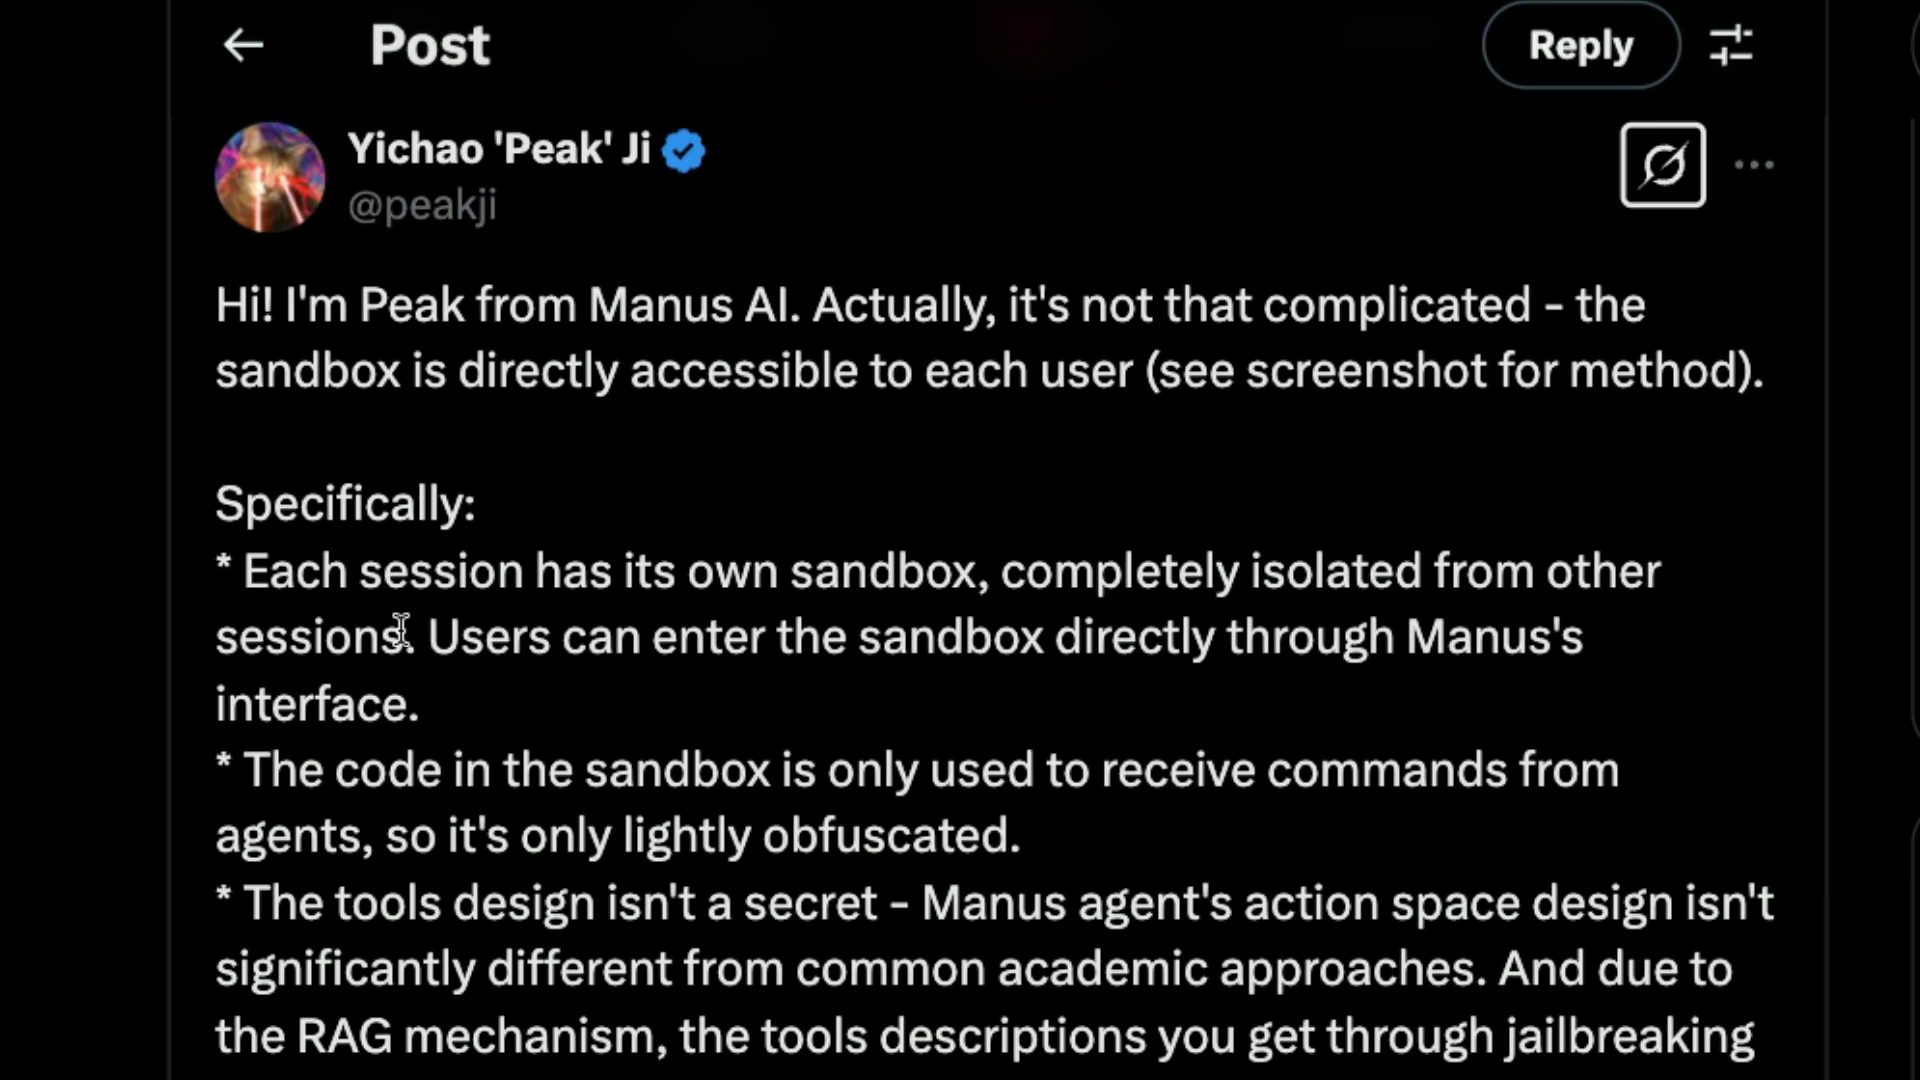 Post
Reply
Yichao 'Peak' Ji
@peakji
Hi! I'm Peak from Manus AI. Actually, it's not that complicated - the
sandbox is directly accessible to each user (see screenshot for method).
Specifically:
* Each session has its own sandbox, completely isolated from other
sessions. Users can enter the sandbox directly through Manus's
interface.
* The code in the sandbox is only used to receive commands from
agents, so it's only lightly obfuscated.
* The tools design isn't a secret - Manus agent's action space design isn't
significantly different from common academic approaches. And due to
the RAG mechanism, the tools descriptions you get through jailbreaking